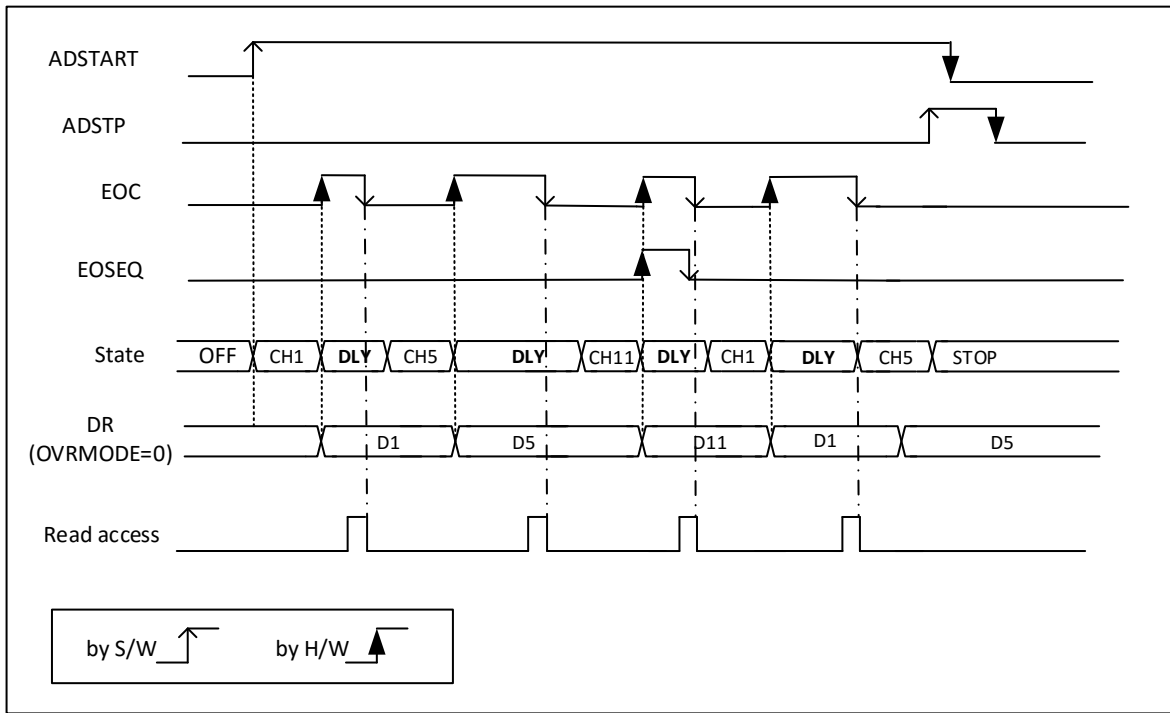 ADSTART
ADSTP
EOC
EOSEQ
State OFF CH1 DLY CH5 DLY CH11 DLY CH1 DLY CH5 STOP
DR
(OVRMODE=0) D1 D5 D11 D1 D5
Read access
by S/W by H/W